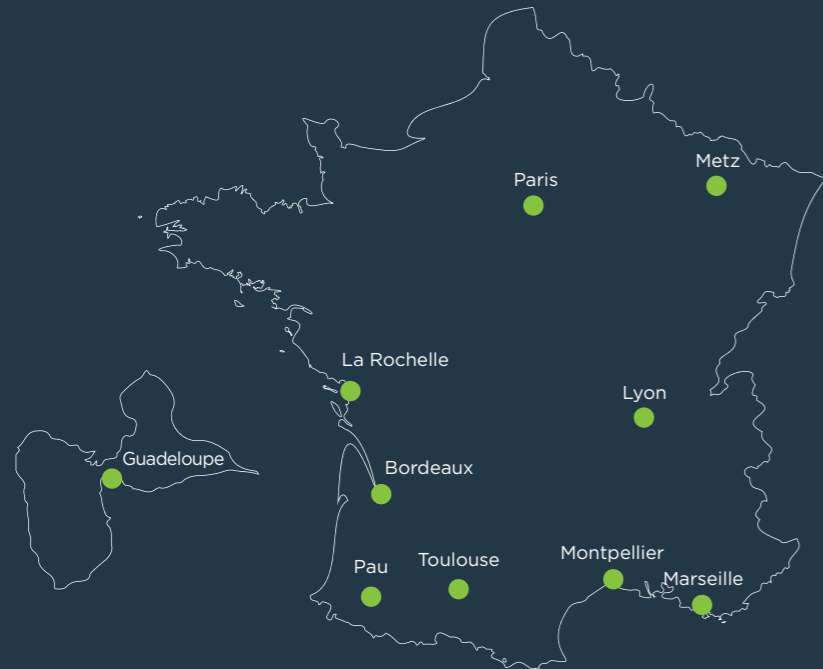 Metz
Paris
La Rochelle
Lyon
Guadeloupe
Bordeaux
Montpellier
Toulouse
Pau
Marseille